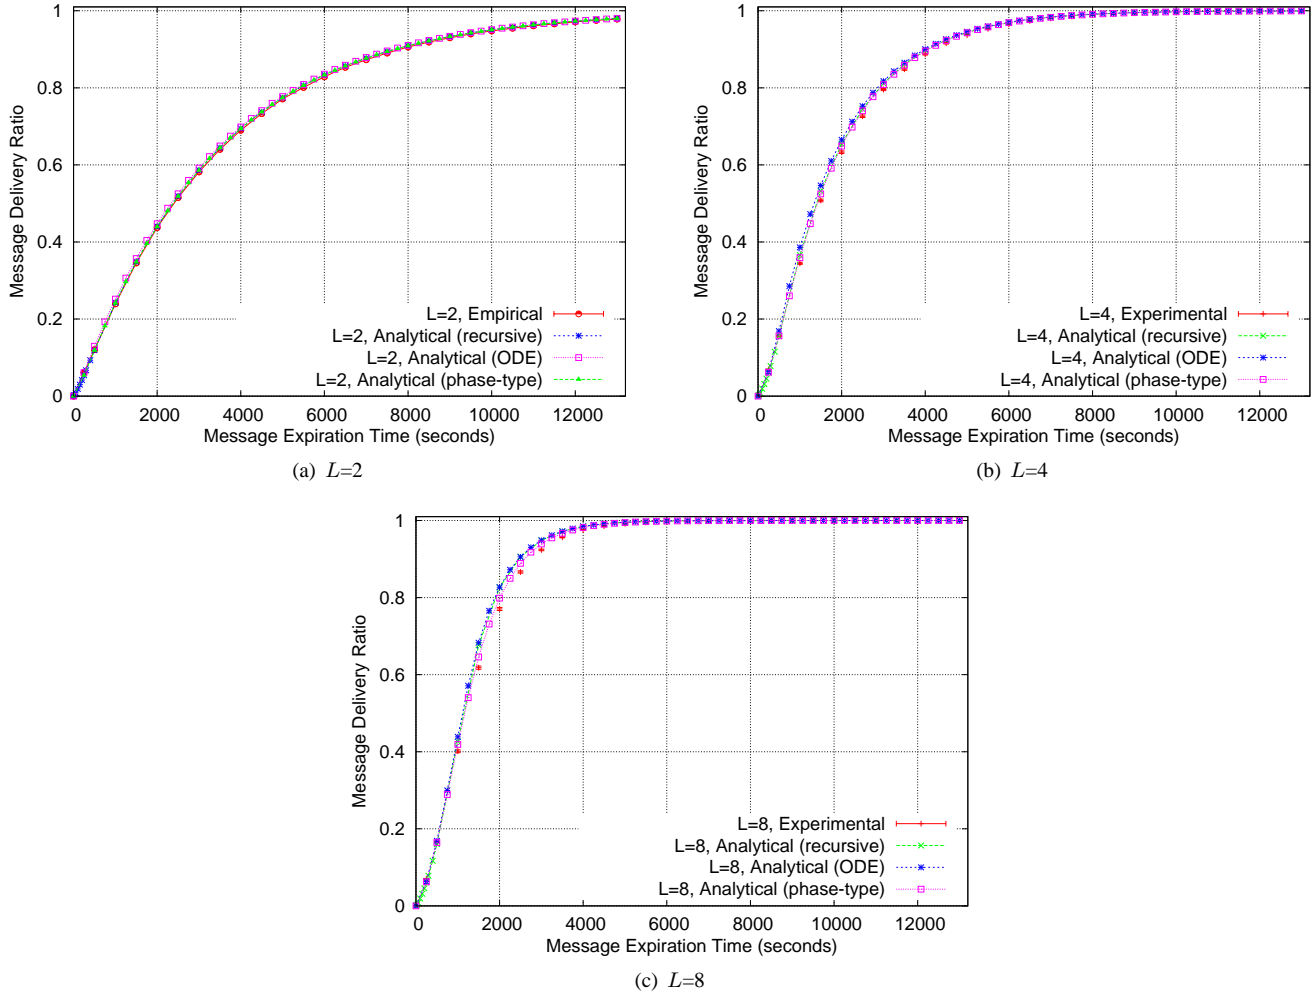 1
0.8
0.6
0.4
0.2
0
Message Delivery Ratio
L=2, Empirical
L=2, Analytical (recursive)
L=2, Analytical (ODE)
L=2, Analytical (phase-type)
0 2000 4000 6000 8000 10000 12000
Message Expiration Time (seconds)
(a) L=2
1
0.8
0.6
0.4
0.2
0
Message Delivery Ratio
L=4, Experimental
L=4, Analytical (recursive)
L=4, Analytical (ODE)
L=4, Analytical (phase-type)
0 2000 4000 6000 8000 10000 12000
Message Expiration Time (seconds)
(b) L=4
1
0.8
0.6
0.4
0.2
0
Message Delivery Ratio
L=8, Experimental
L=8, Analytical (recursive)
L=8, Analytical (ODE)
L=8, Analytical (phase-type)
0 2000 4000 6000 8000 10000 12000
Message Expiration Time (seconds)
(c) L=8